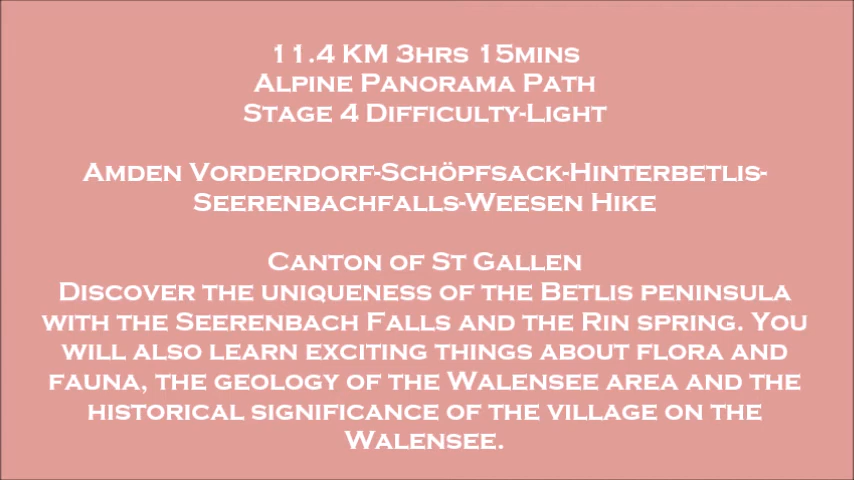 11.4 KM 3HRS 15MINS
ALPINE PANORAMA PATH
STAGE 4 DIFFICULTY-LIGHT
AMDEN VORDERDORF-SCHÖPFSACK-HINTERBETLIS-
SEERENBACHFALLS-WEESEN HIKE
CANTON OF ST GALLEN
DISCOVER THE UNIQUENESS OF THE BETLIS PENINSULA
WITH THE SEERENBACH FALLS AND THE RIN SPRING. YOU
WILL ALSO LEARN EXCITING THINGS ABOUT FLORA AND
FAUNA, THE GEOLOGY OF THE WALENSEE AREA AND THE
HISTORICAL SIGNIFICANCE OF THE VILLAGE ON THE
WALENSEE.